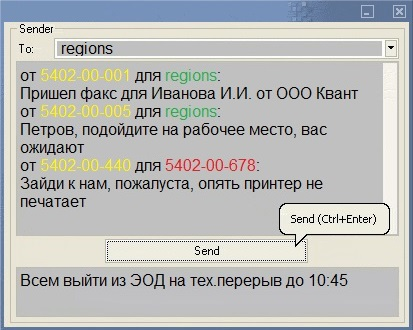 Sender
To: regions
от 5402-00-001 для regions:
Пришел факс для Иванова И.И. от ООО Квант
от 5402-00-005 для regions:
Петров, подойдите на рабочее место, вас
ожидают
от 5402-00-440 для 5402-00-678:
Зайди к нам, пожалуста, опять принтер не
печатает
Send (Ctrl+Enter)
Send
Всем выйти из ЭОД на тех.перерыв до 10:45